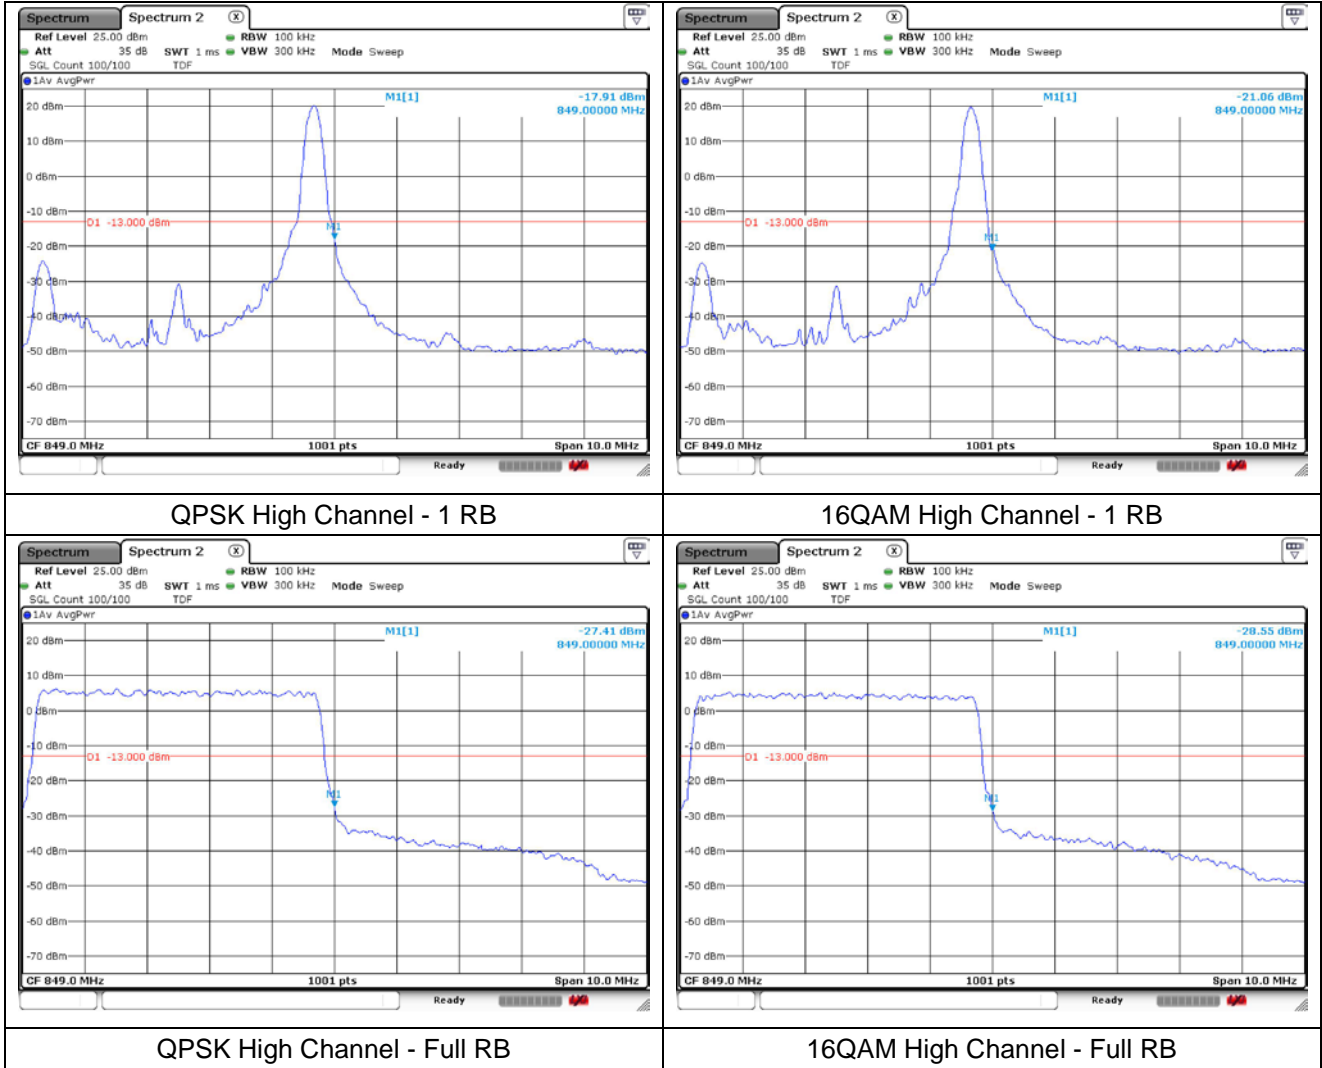 Spectrum Spectrum 2 X
Ref Level 25.00 dBm RBW 100 kHz
Att 35 dB SWT 1 ms VBW 300 kHz Mode Sweep
SGL Count 100/100 TDF
1Av AvgPwr
M1[1] -17.91 dBm
849.00000 MHz
20 dBm
10 dBm
0 dBm
-10 dBm
D1 -13.000 dBm
M1
-20 dBm
-30 dBm
-40 dBm
-50 dBm
-60 dBm
-70 dBm
CF 849.0 MHz 1001 pts Span 10.0 MHz
Ready
QPSK High Channel - 1 RB
Spectrum Spectrum 2 X
Ref Level 25.00 dBm RBW 100 kHz
Att 35 dB SWT 1 ms VBW 300 kHz Mode Sweep
SGL Count 100/100 TDF
1Av AvgPwr
M1[1] -21.06 dBm
849.00000 MHz
20 dBm
10 dBm
0 dBm
-10 dBm
D1 -13.000 dBm
M1
-20 dBm
-30 dBm
-40 dBm
-50 dBm
-60 dBm
-70 dBm
CF 849.0 MHz 1001 pts Span 10.0 MHz
Ready
16QAM High Channel - 1 RB
Spectrum Spectrum 2 X
Ref Level 25.00 dBm RBW 100 kHz
Att 35 dB SWT 1 ms VBW 300 kHz Mode Sweep
SGL Count 100/100 TDF
1Av AvgPwr
M1[1] -27.41 dBm
849.00000 MHz
20 dBm
10 dBm
0 dBm
-10 dBm
D1 -13.000 dBm
-20 dBm
M1
-30 dBm
-40 dBm
-50 dBm
-60 dBm
-70 dBm
CF 849.0 MHz 1001 pts Span 10.0 MHz
Ready
QPSK High Channel - Full RB
Spectrum Spectrum 2 X
Ref Level 25.00 dBm RBW 100 kHz
Att 35 dB SWT 1 ms VBW 300 kHz Mode Sweep
SGL Count 100/100 TDF
1Av AvgPwr
M1[1] -28.55 dBm
849.00000 MHz
20 dBm
10 dBm
0 dBm
-10 dBm
D1 -13.000 dBm
-20 dBm
M1
-30 dBm
-40 dBm
-50 dBm
-60 dBm
-70 dBm
CF 849.0 MHz 1001 pts Span 10.0 MHz
Ready
16QAM High Channel - Full RB